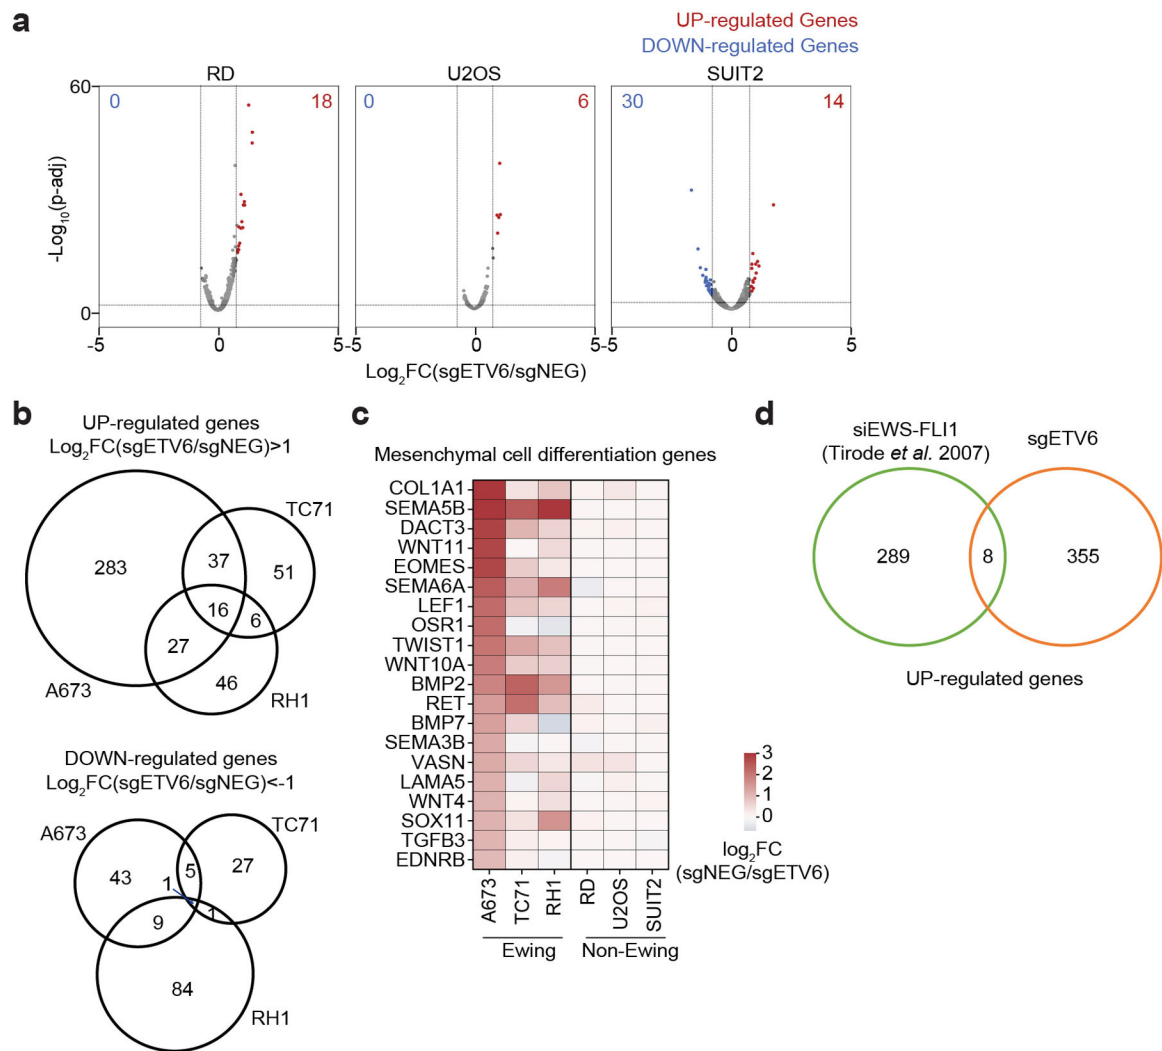 a
UP-regulated Genes
DOWN-regulated Genes
RD
U2OS
SUIT2
60
0
-Log10(p-adj)
0
18
0
6
30
14
-5
0
5
-5
0
5
-5
0
5
Log2FC(sgETV6/sgNEG)
b
UP-regulated genes
Log2FC(sgETV6/sgNEG)>1
TC71
283
37
51
16
6
27
46
A673
RH1
DOWN-regulated genes
Log2FC(sgETV6/sgNEG)<-1
A673
TC71
43
5
27
1
1
9
84
RH1
c
Mesenchymal cell differentiation genes
COL1A1
SEMA5B
DACT3
WNT11
EOMES
SEMA6A
LEF1
OSR1
TWIST1
WNT10A
BMP2
RET
BMP7
SEMA3B
VASN
LAMA5
WNT4
SOX11
TGFB3
EDNRB
A673
TC71
RH1
RD
U2OS
SUIT2
Ewing
Non-Ewing
3
2
1
0
log2FC
(sgNEG/sgETV6)
d
siEWS-FLI1
(Tirode et al. 2007)
sgETV6
289
8
355
UP-regulated genes